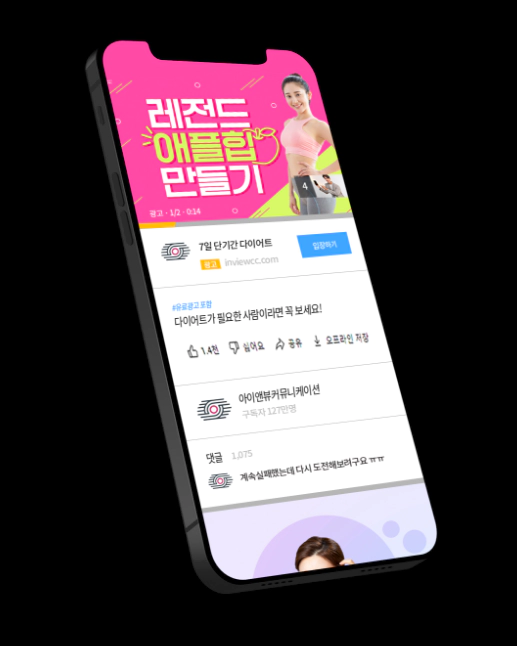 레전드
애플힙
만들기
4
광고 · 1/2 · 0:14
7일 단기간 다이어트
입장하기
광고 inviewcc.com
#유료광고 포함
다이어트가 필요한 사람이라면 꼭 보세요!
1.4천 싫어요 공유 오프라인 저장
아이앤뷰커뮤니케이션
구독자 127만명
댓글 1,075
계속실패했는데 다시 도전해보려구요 ㅠㅠ